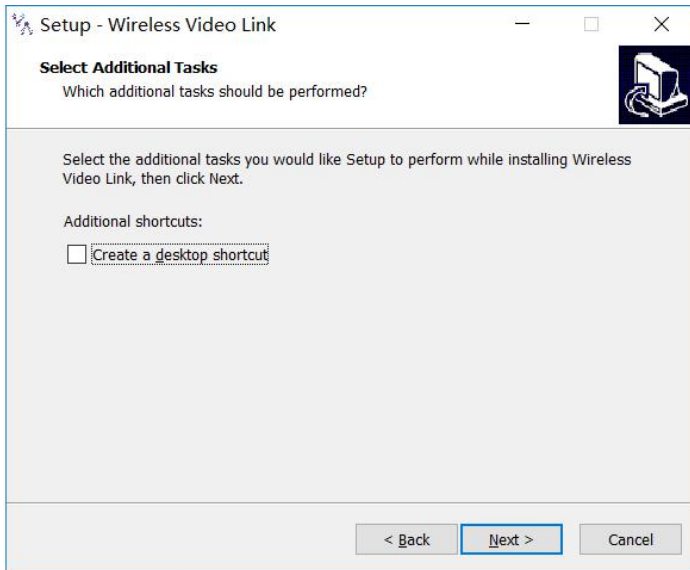 Setup - Wireless Video Link
Select Additional Tasks
Which additional tasks should be performed?
Select the additional tasks you would like Setup to perform while installing Wireless
Video Link, then click Next.
Additional shortcuts:
Create a desktop shortcut
< Back
Next >
Cancel